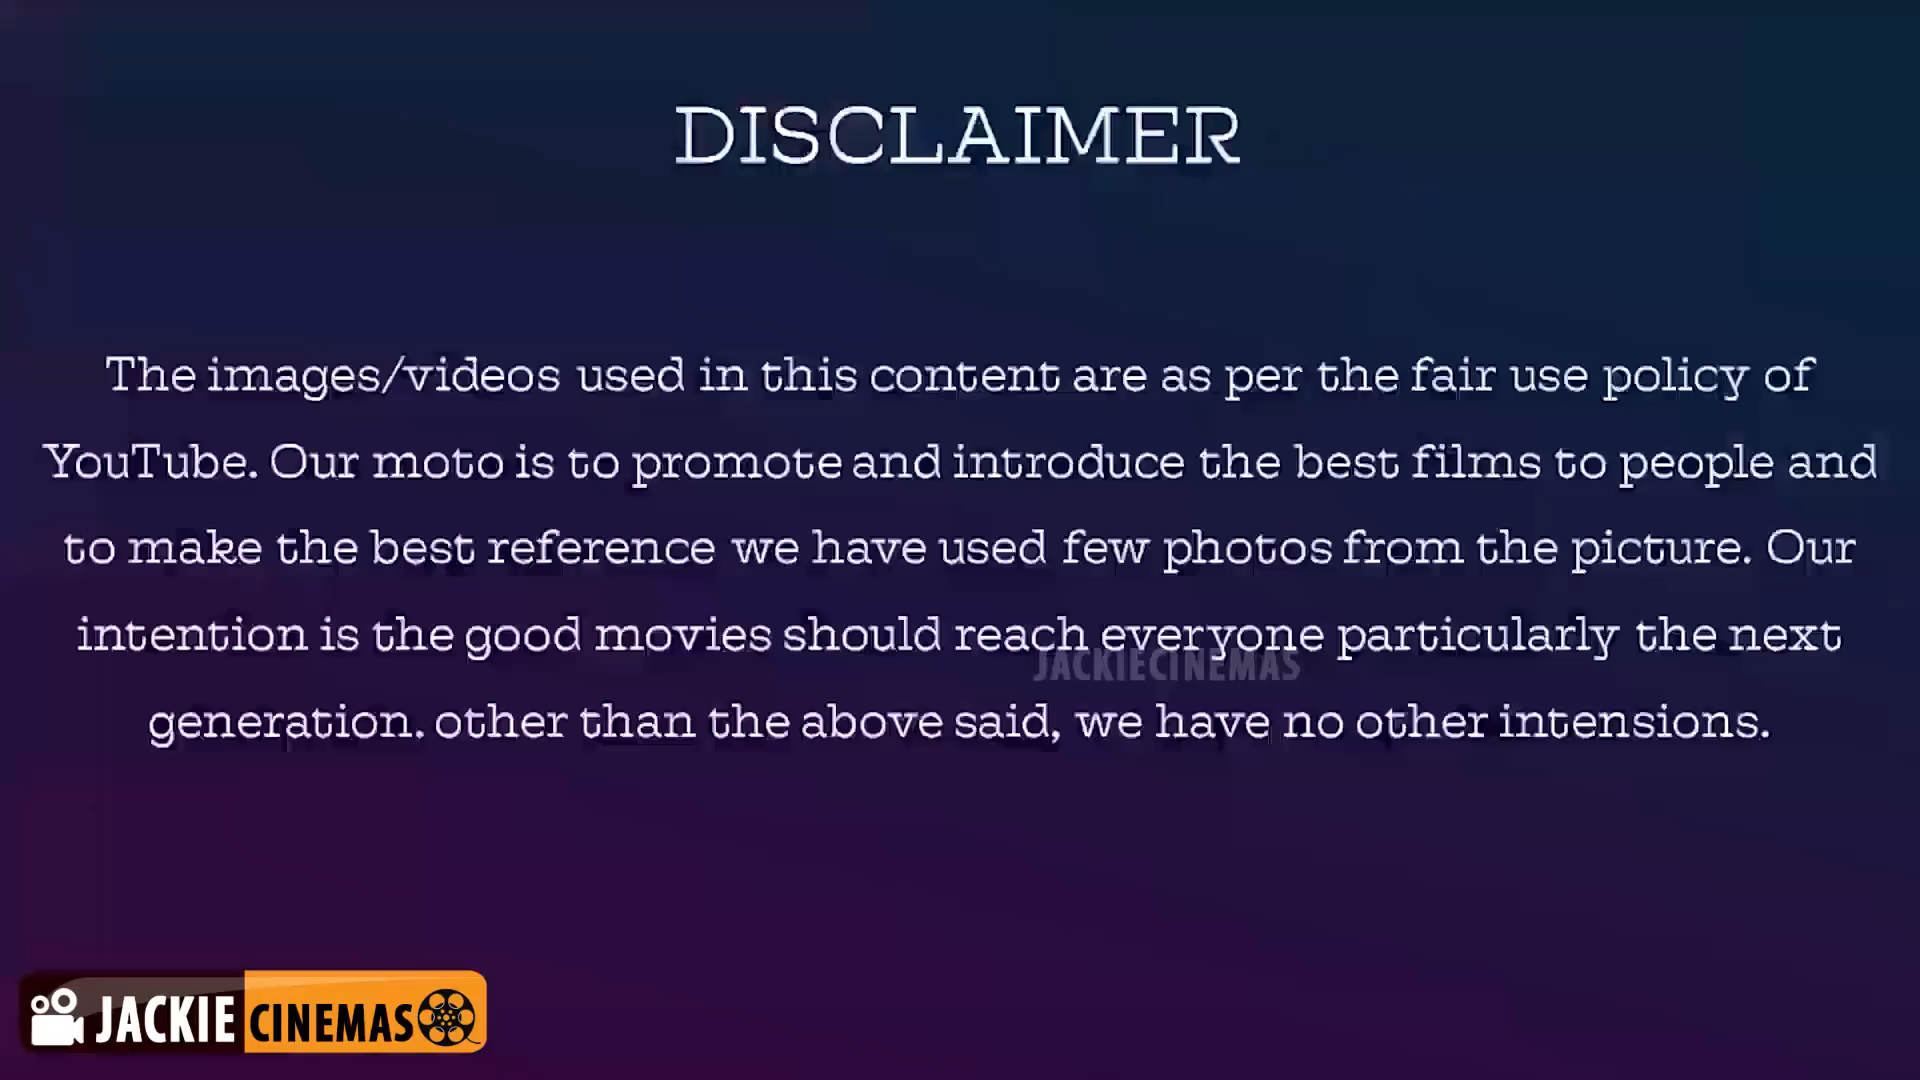 DISCLAIMER
The images/videos used in this content are as per the fair use policy of
YouTube. Our moto is to promote and introduce the best films to people and
to make the best reference we have used few photos from the picture. Our
intention is the good movies should reach everyone particularly the next
JACKIECINEMAS
generation. other than the above said, we have no other intensions.
JACKIE CINEMAS